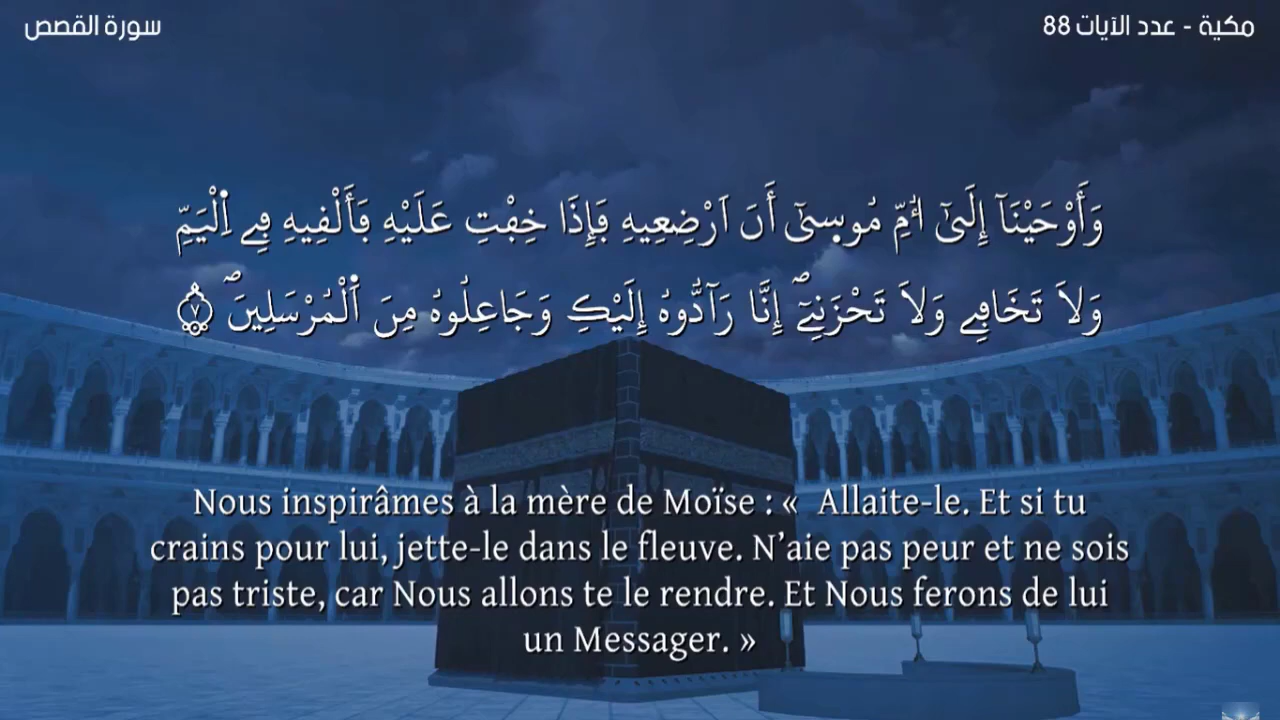 سورة القصص
مكية - عدد الآيات 88
وَأَوْحَيْنَآ إِلَىٰٓ أُمِّ مُوسِىٰٓ أَنَ اَرْضِعِيهِ فَإِذَا خِفْتِ عَلَيْهِ فَأَلْقِيهِ فِے اِ۬لْيَمِّ
وَلَا تَخَافِے وَلَا تَحْزَنِےٓۖ إِنَّا رَآدُّوهُ إِلَيْكِ وَجَاعِلُوهُ مِنَ اَ۬لْمُرْسَلِينَۖ ٧
Nous inspirâmes à la mère de Moïse : «  Allaite-le. Et si tu
crains pour lui, jette-le dans le fleuve. N’aie pas peur et ne sois
pas triste, car Nous allons te le rendre. Et Nous ferons de lui
un Messager. »